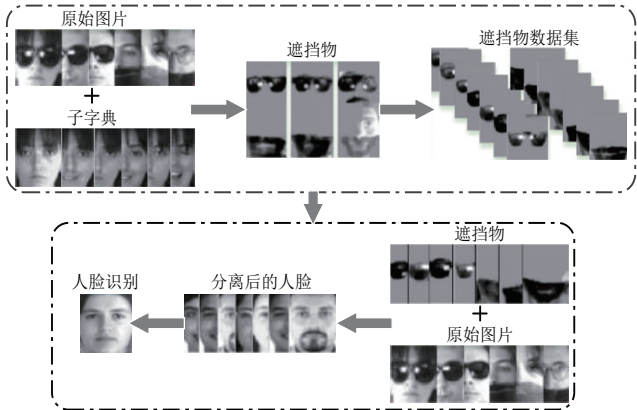 原始图片
+
子字典
遮挡物
遮挡物数据集
遮挡物
+
原始图片
分离后的人脸
人脸识别